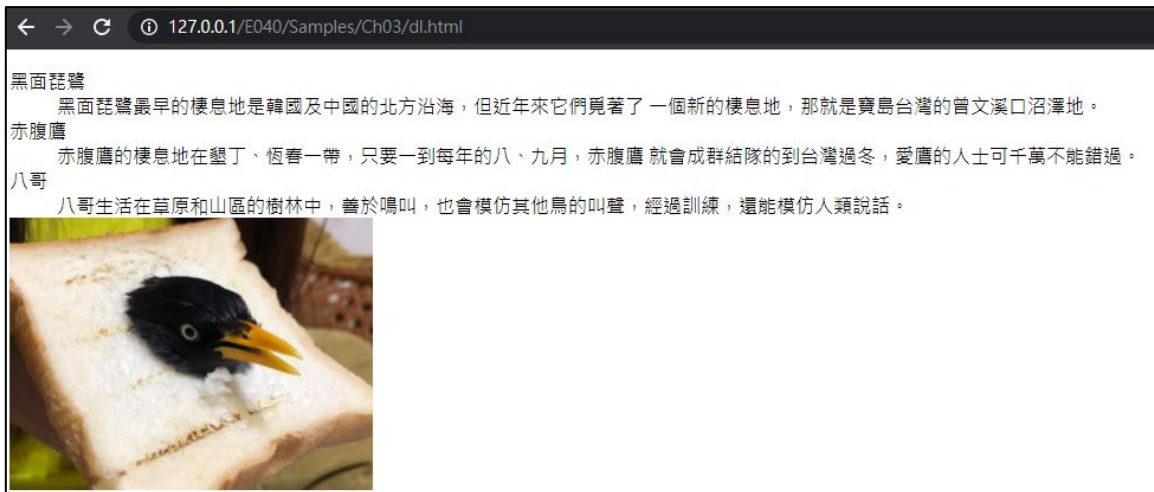 127.0.0.1/E040/Samples/Ch03/dl.html
黑面琵鷺
黑面琵鷺最早的棲息地是韓國及中國的北方沿海，但近年來它們覓著了 一個新的棲息地，那就是寶島台灣的曾文溪口沼澤地。
赤腹鷹
赤腹鷹的棲息地在墾丁、恆春一帶，只要一到每年的八、九月，赤腹鷹 就會成群結隊的到台灣過冬，愛鷹的人士可千萬不能錯過。
八哥
八哥生活在草原和山區的樹林中，善於鳴叫，也會模仿其他鳥的叫聲，經過訓練，還能模仿人類說話。